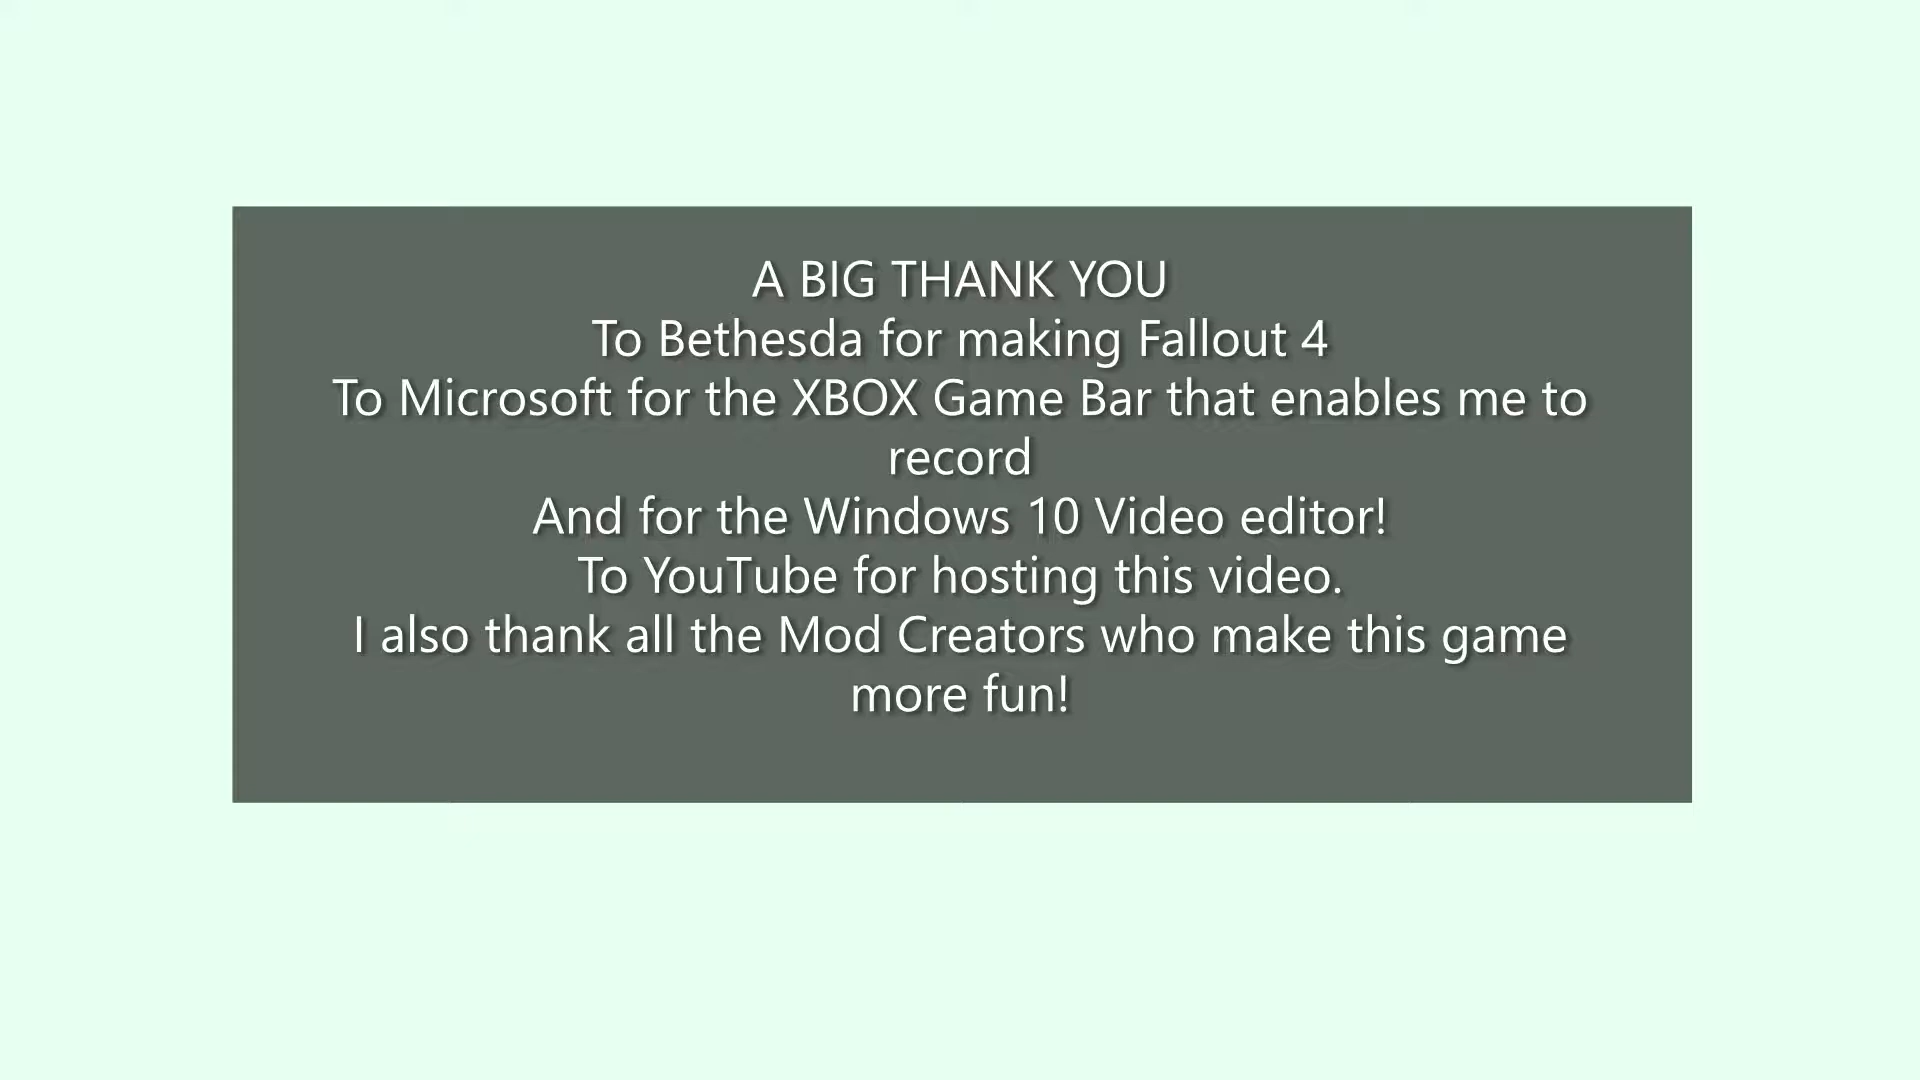 A BIG THANK YOU
To Bethesda for making Fallout 4
To Microsoft for the XBOX Game Bar that enables me to
record
And for the Windows 10 Video editor!
To YouTube for hosting this video.
I also thank all the Mod Creators who make this game
more fun!